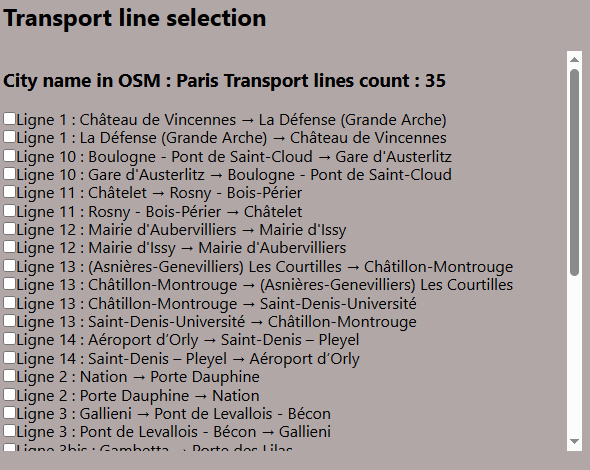 Transport line selection
City name in OSM : Paris Transport lines count : 35
Ligne 1 : Château de Vincennes → La Défense (Grande Arche)
Ligne 1 : La Défense (Grande Arche) → Château de Vincennes
Ligne 10 : Boulogne - Pont de Saint-Cloud → Gare d'Austerlitz
Ligne 10 : Gare d'Austerlitz → Boulogne - Pont de Saint-Cloud
Ligne 11 : Châtelet → Rosny - Bois-Périer
Ligne 11 : Rosny - Bois-Périer → Châtelet
Ligne 12 : Mairie d'Aubervilliers → Mairie d'Issy
Ligne 12 : Mairie d'Issy → Mairie d'Aubervilliers
Ligne 13 : (Asnières-Genevilliers) Les Courtilles → Châtillon-Montrouge
Ligne 13 : Châtillon-Montrouge → (Asnières-Genevilliers) Les Courtilles
Ligne 13 : Châtillon-Montrouge → Saint-Denis-Université
Ligne 13 : Saint-Denis-Université → Châtillon-Montrouge
Ligne 14 : Aéroport d’Orly → Saint-Denis – Pleyel
Ligne 14 : Saint-Denis – Pleyel → Aéroport d’Orly
Ligne 2 : Nation → Porte Dauphine
Ligne 2 : Porte Dauphine → Nation
Ligne 3 : Gallieni → Pont de Levallois - Bécon
Ligne 3 : Pont de Levallois - Bécon → Gallieni
Ligne 3bis : Gambetta → Porte des Lilas